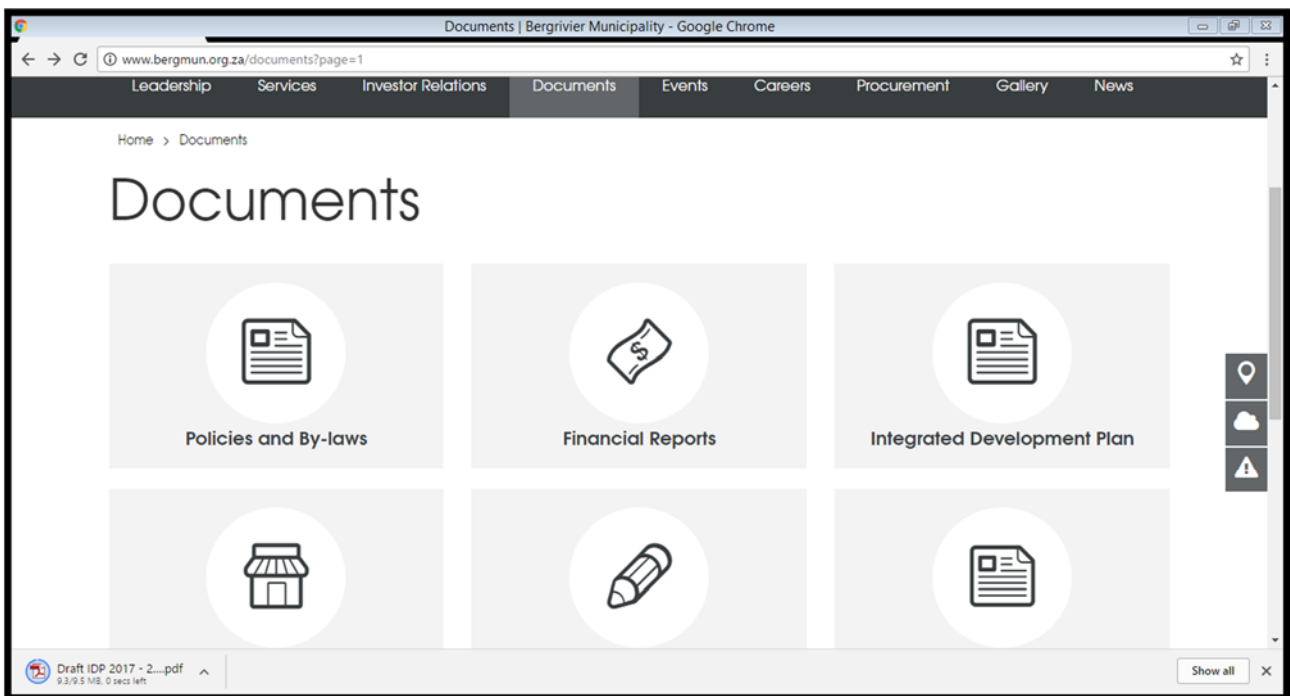 Documents | Bergrivier Municipality - Google Chrome
www.bergmun.org.za/documents?page=1
Leadership Services Investor Relations Documents Events Careers Procurement Gallery News
Home > Documents
Documents
$
Policies and By-laws Financial Reports Integrated Development Plan
Draft IDP 2017 - 2....pdf Show all
9.3/9.5 MB, 0 secs left